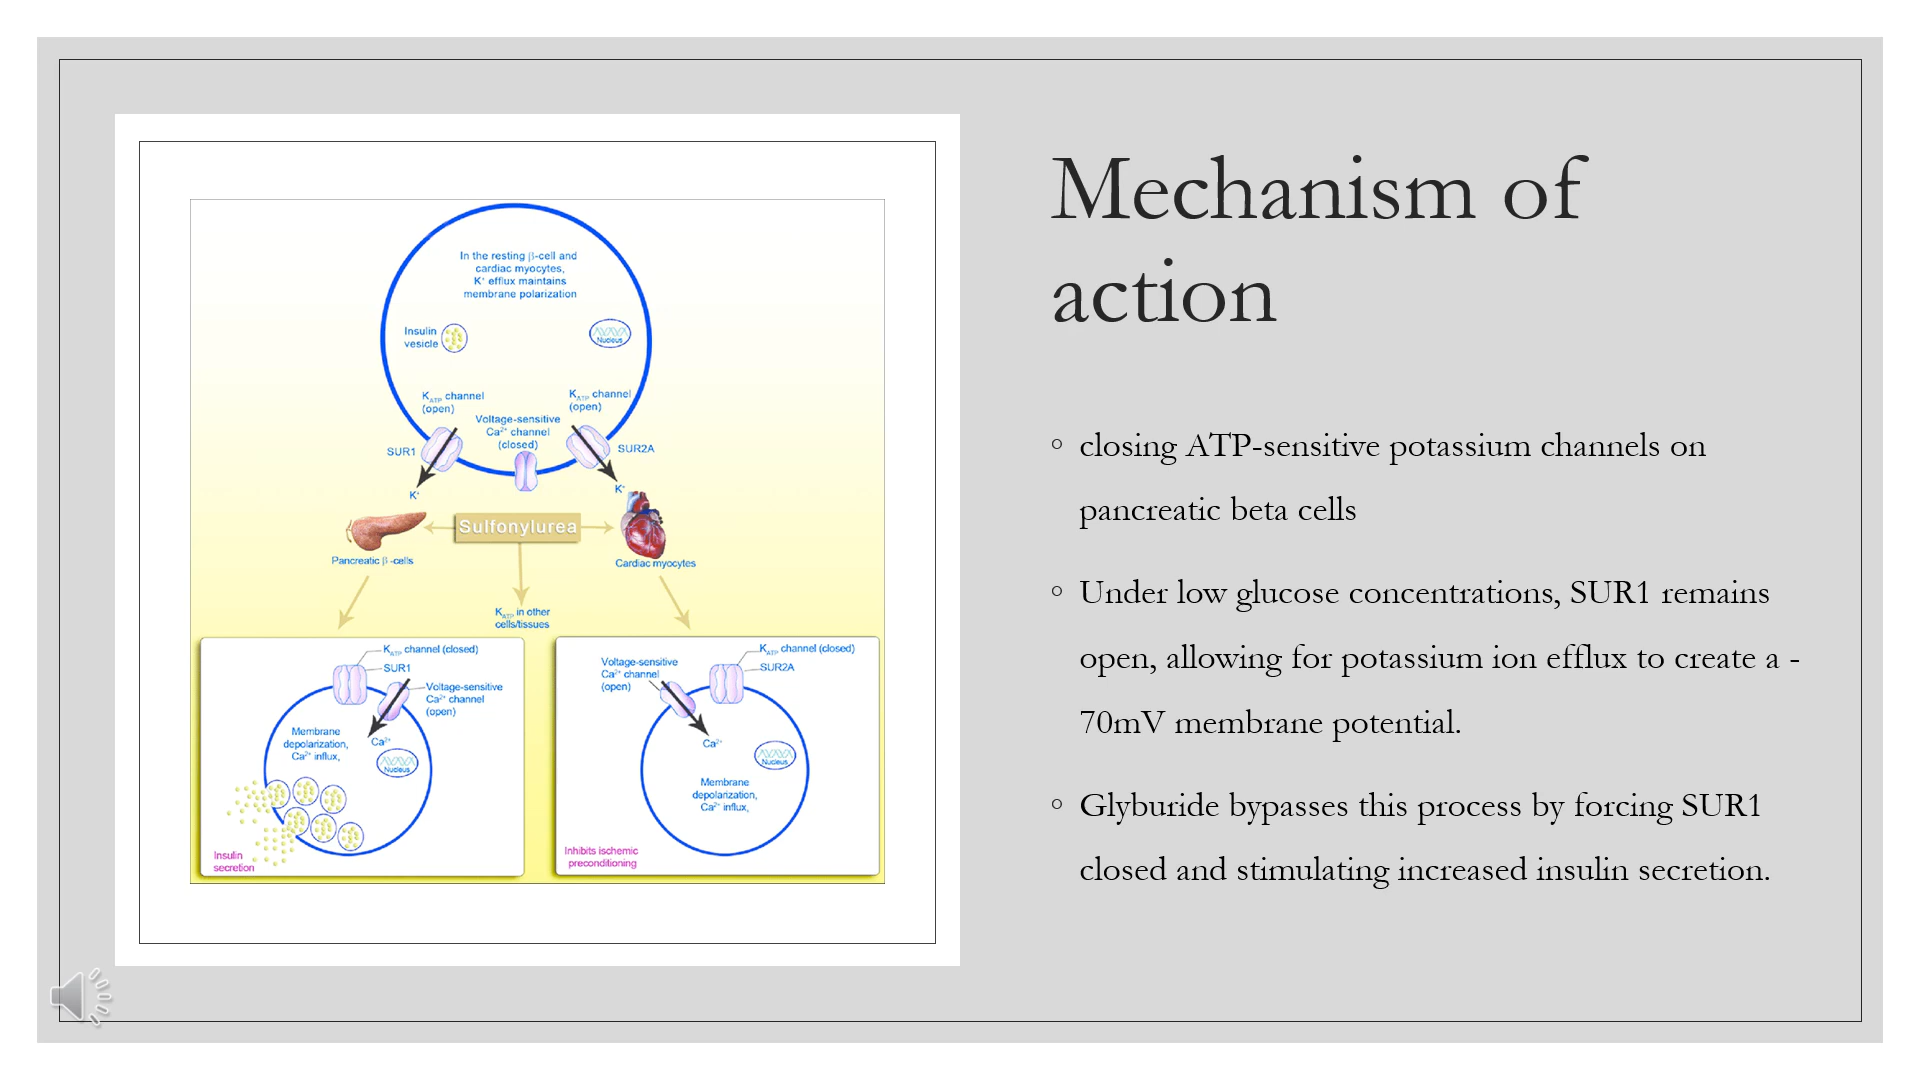 In the resting β-cell and
cardiac myocytes,
K⁺ efflux maintains
membrane polarization
Insulin
vesicle
Nucleus
K_ATP channel
(open)
K_ATP channel
(open)
Voltage-sensitive
Ca²⁺ channel
(closed)
SUR1
SUR2A
K⁺
K⁺
Sulfonylurea
Pancreatic β -cells
Cardiac myocytes
K_ATP in other
cells/tissues
K_ATP channel (closed)
SUR1
Voltage-sensitive
Ca²⁺ channel
(open)
Membrane
depolarization,
Ca²⁺ influx,
Ca²⁺
Nucleus
Insulin
secretion
K_ATP channel (closed)
SUR2A
Voltage-sensitive
Ca²⁺ channel
(open)
Ca²⁺
Nucleus
Membrane
depolarization,
Ca²⁺ influx,
Inhibits ischemic
preconditioning
Mechanism of
action
◦ closing ATP-sensitive potassium channels on
pancreatic beta cells
◦ Under low glucose concentrations, SUR1 remains
open, allowing for potassium ion efflux to create a -
70mV membrane potential.
◦ Glyburide bypasses this process by forcing SUR1
closed and stimulating increased insulin secretion.